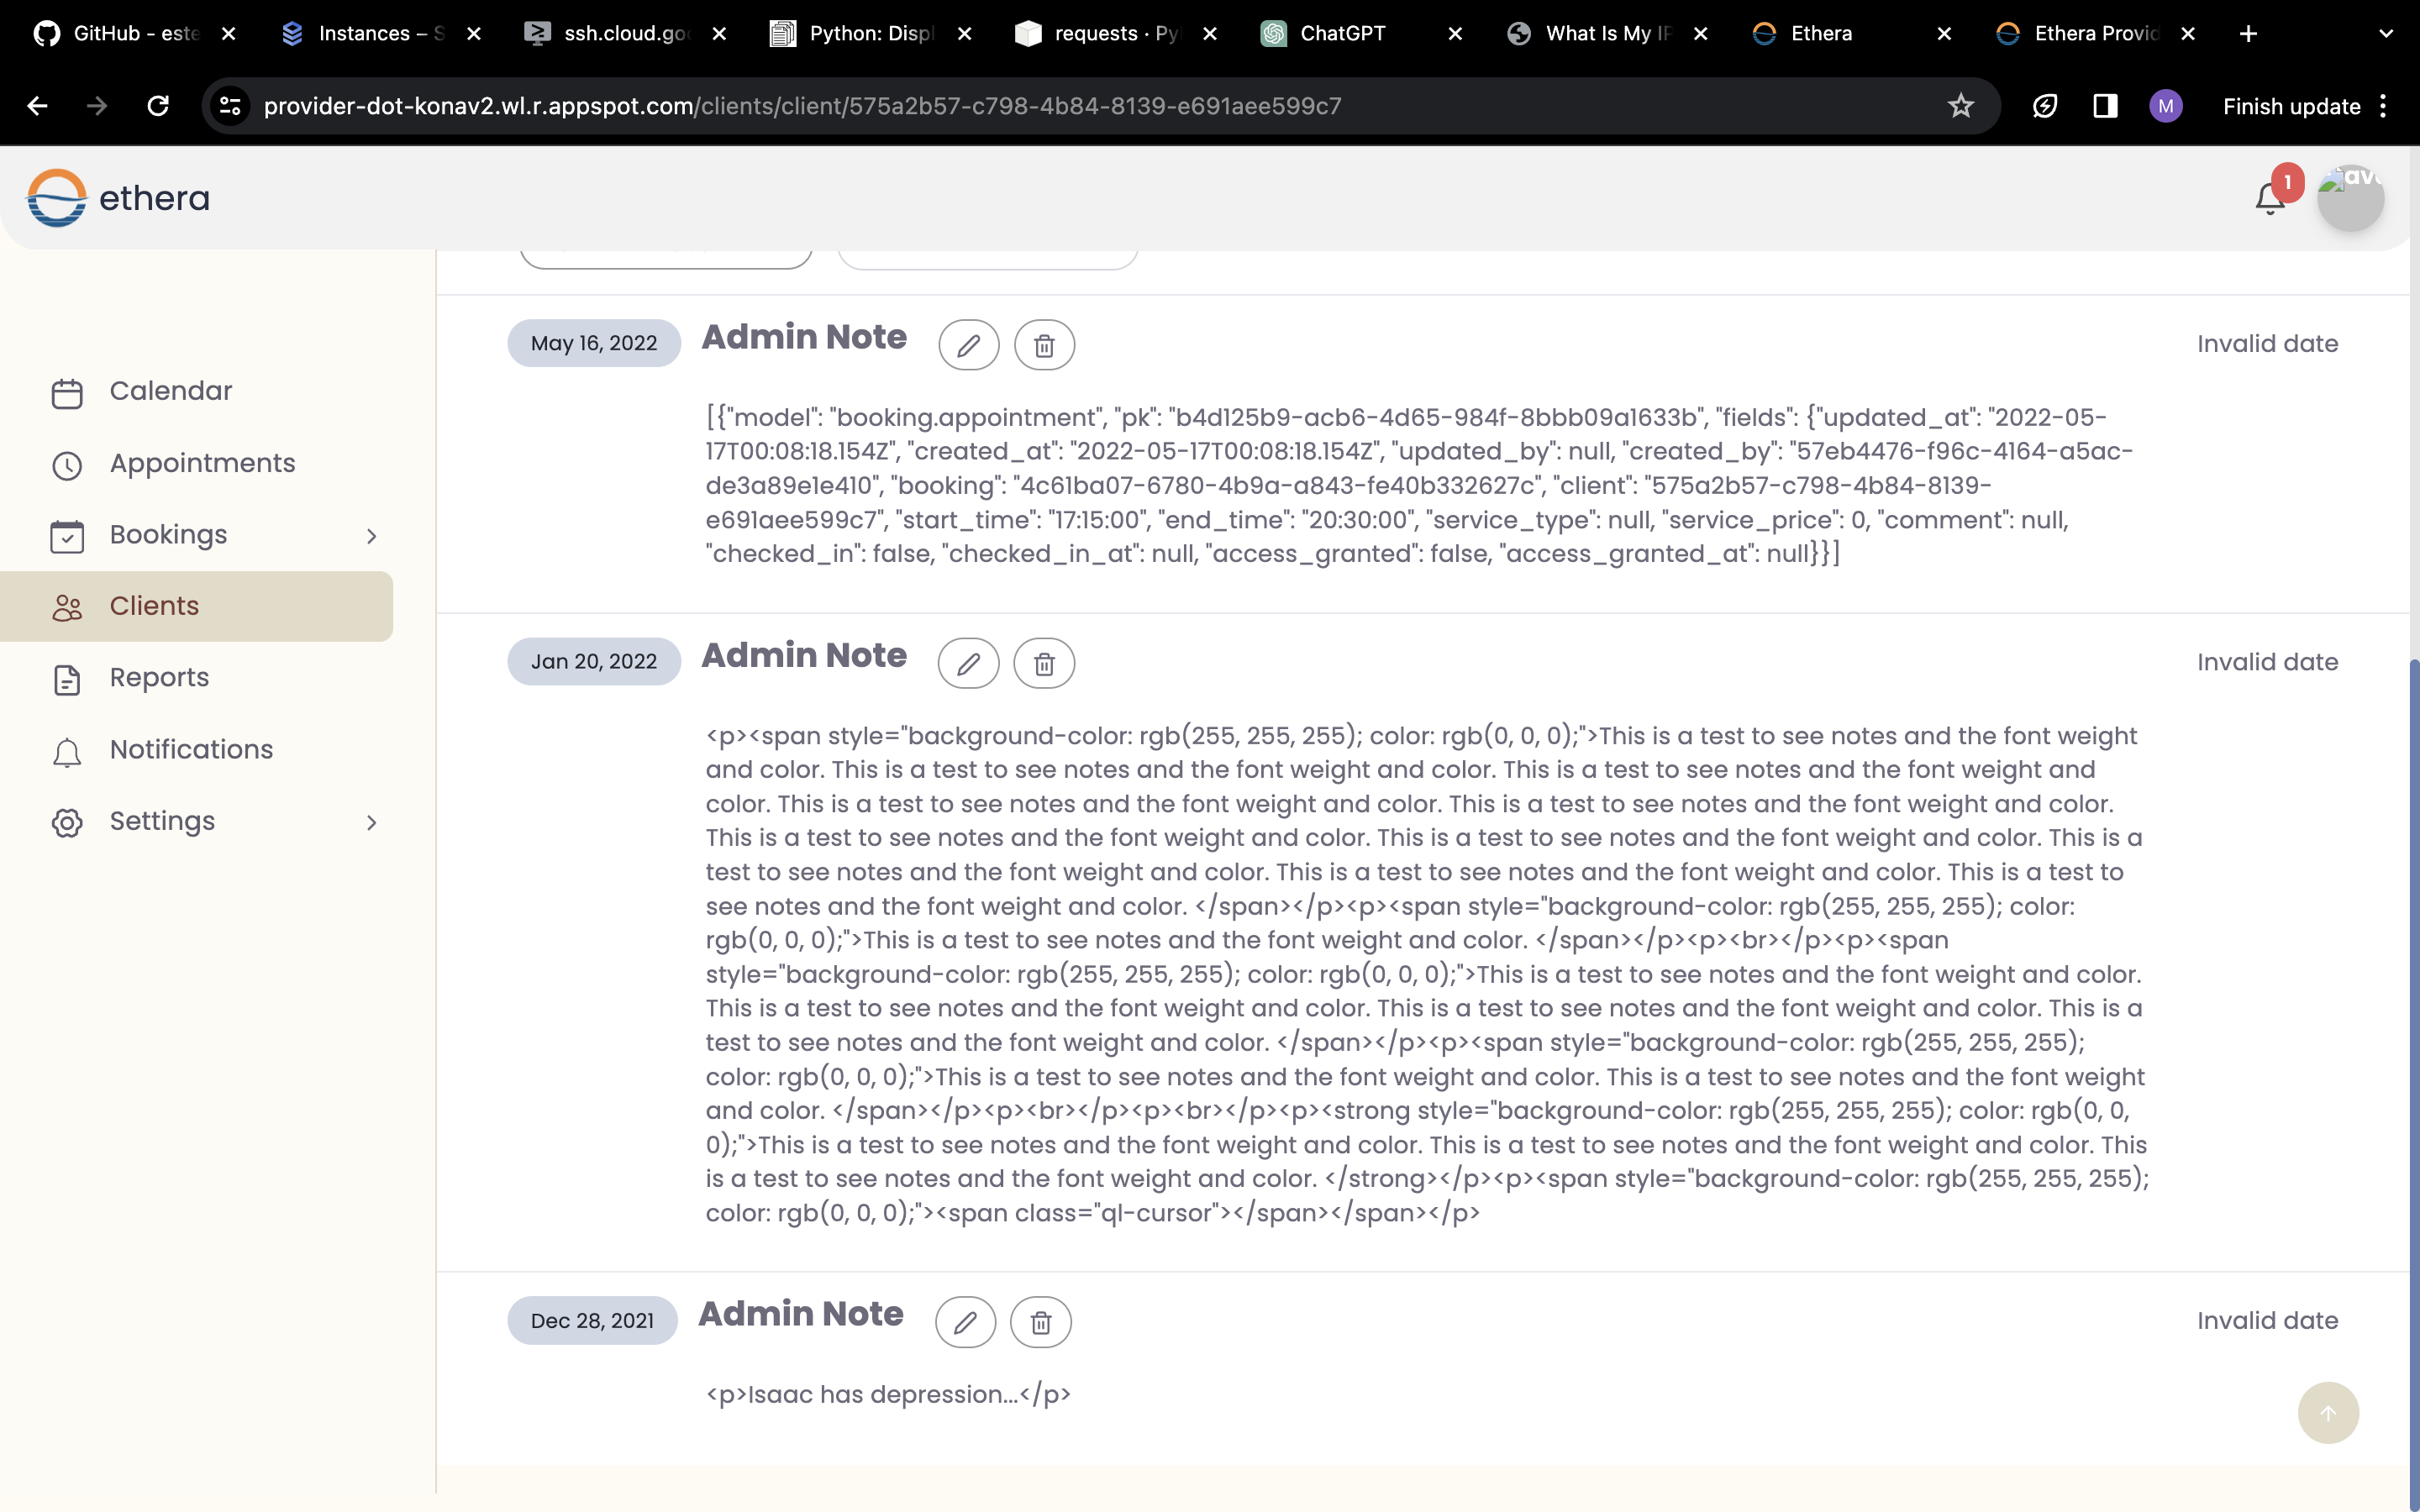 GitHub - este
Instances – S
ssh.cloud.goo
Python: Displ
requests · Py
ChatGPT
What Is My IP
Ethera
Ethera Provid
provider-dot-konav2.wl.r.appspot.com/clients/client/575a2b57-c798-4b84-8139-e691aee599c7
M
Finish update
ethera
1
ava
Calendar
Appointments
Bookings
Clients
Reports
Notifications
Settings
May 16, 2022
Admin Note
Invalid date
[{"model": "booking.appointment", "pk": "b4d125b9-acb6-4d65-984f-8bbb09a1633b", "fields": {"updated_at": "2022-05-
17T00:08:18.154Z", "created_at": "2022-05-17T00:08:18.154Z", "updated_by": null, "created_by": "57eb4476-f96c-4164-a5ac-
de3a89e1e410", "booking": "4c61ba07-6780-4b9a-a843-fe40b332627c", "client": "575a2b57-c798-4b84-8139-
e691aee599c7", "start_time": "17:15:00", "end_time": "20:30:00", "service_type": null, "service_price": 0, "comment": null,
"checked_in": false, "checked_in_at": null, "access_granted": false, "access_granted_at": null}}]
Jan 20, 2022
Admin Note
Invalid date
<p><span style="background-color: rgb(255, 255, 255); color: rgb(0, 0, 0);">This is a test to see notes and the font weight
and color. This is a test to see notes and the font weight and color. This is a test to see notes and the font weight and
color. This is a test to see notes and the font weight and color. This is a test to see notes and the font weight and color.
This is a test to see notes and the font weight and color. This is a test to see notes and the font weight and color. This is a
test to see notes and the font weight and color. This is a test to see notes and the font weight and color. This is a test to
see notes and the font weight and color. </span></p><p><span style="background-color: rgb(255, 255, 255); color:
rgb(0, 0, 0);">This is a test to see notes and the font weight and color. </span></p><p><br></p><p><span
style="background-color: rgb(255, 255, 255); color: rgb(0, 0, 0);">This is a test to see notes and the font weight and color.
This is a test to see notes and the font weight and color. This is a test to see notes and the font weight and color. This is a
test to see notes and the font weight and color. </span></p><p><span style="background-color: rgb(255, 255, 255);
color: rgb(0, 0, 0);">This is a test to see notes and the font weight and color. This is a test to see notes and the font weight
and color. </span></p><p><br></p><p><br></p><p><strong style="background-color: rgb(255, 255, 255); color: rgb(0, 0,
0);">This is a test to see notes and the font weight and color. This is a test to see notes and the font weight and color. This
is a test to see notes and the font weight and color. </strong></p><p><span style="background-color: rgb(255, 255, 255);
color: rgb(0, 0, 0);"><span class="ql-cursor"></span></span></p>
Dec 28, 2021
Admin Note
Invalid date
<p>Isaac has depression...</p>